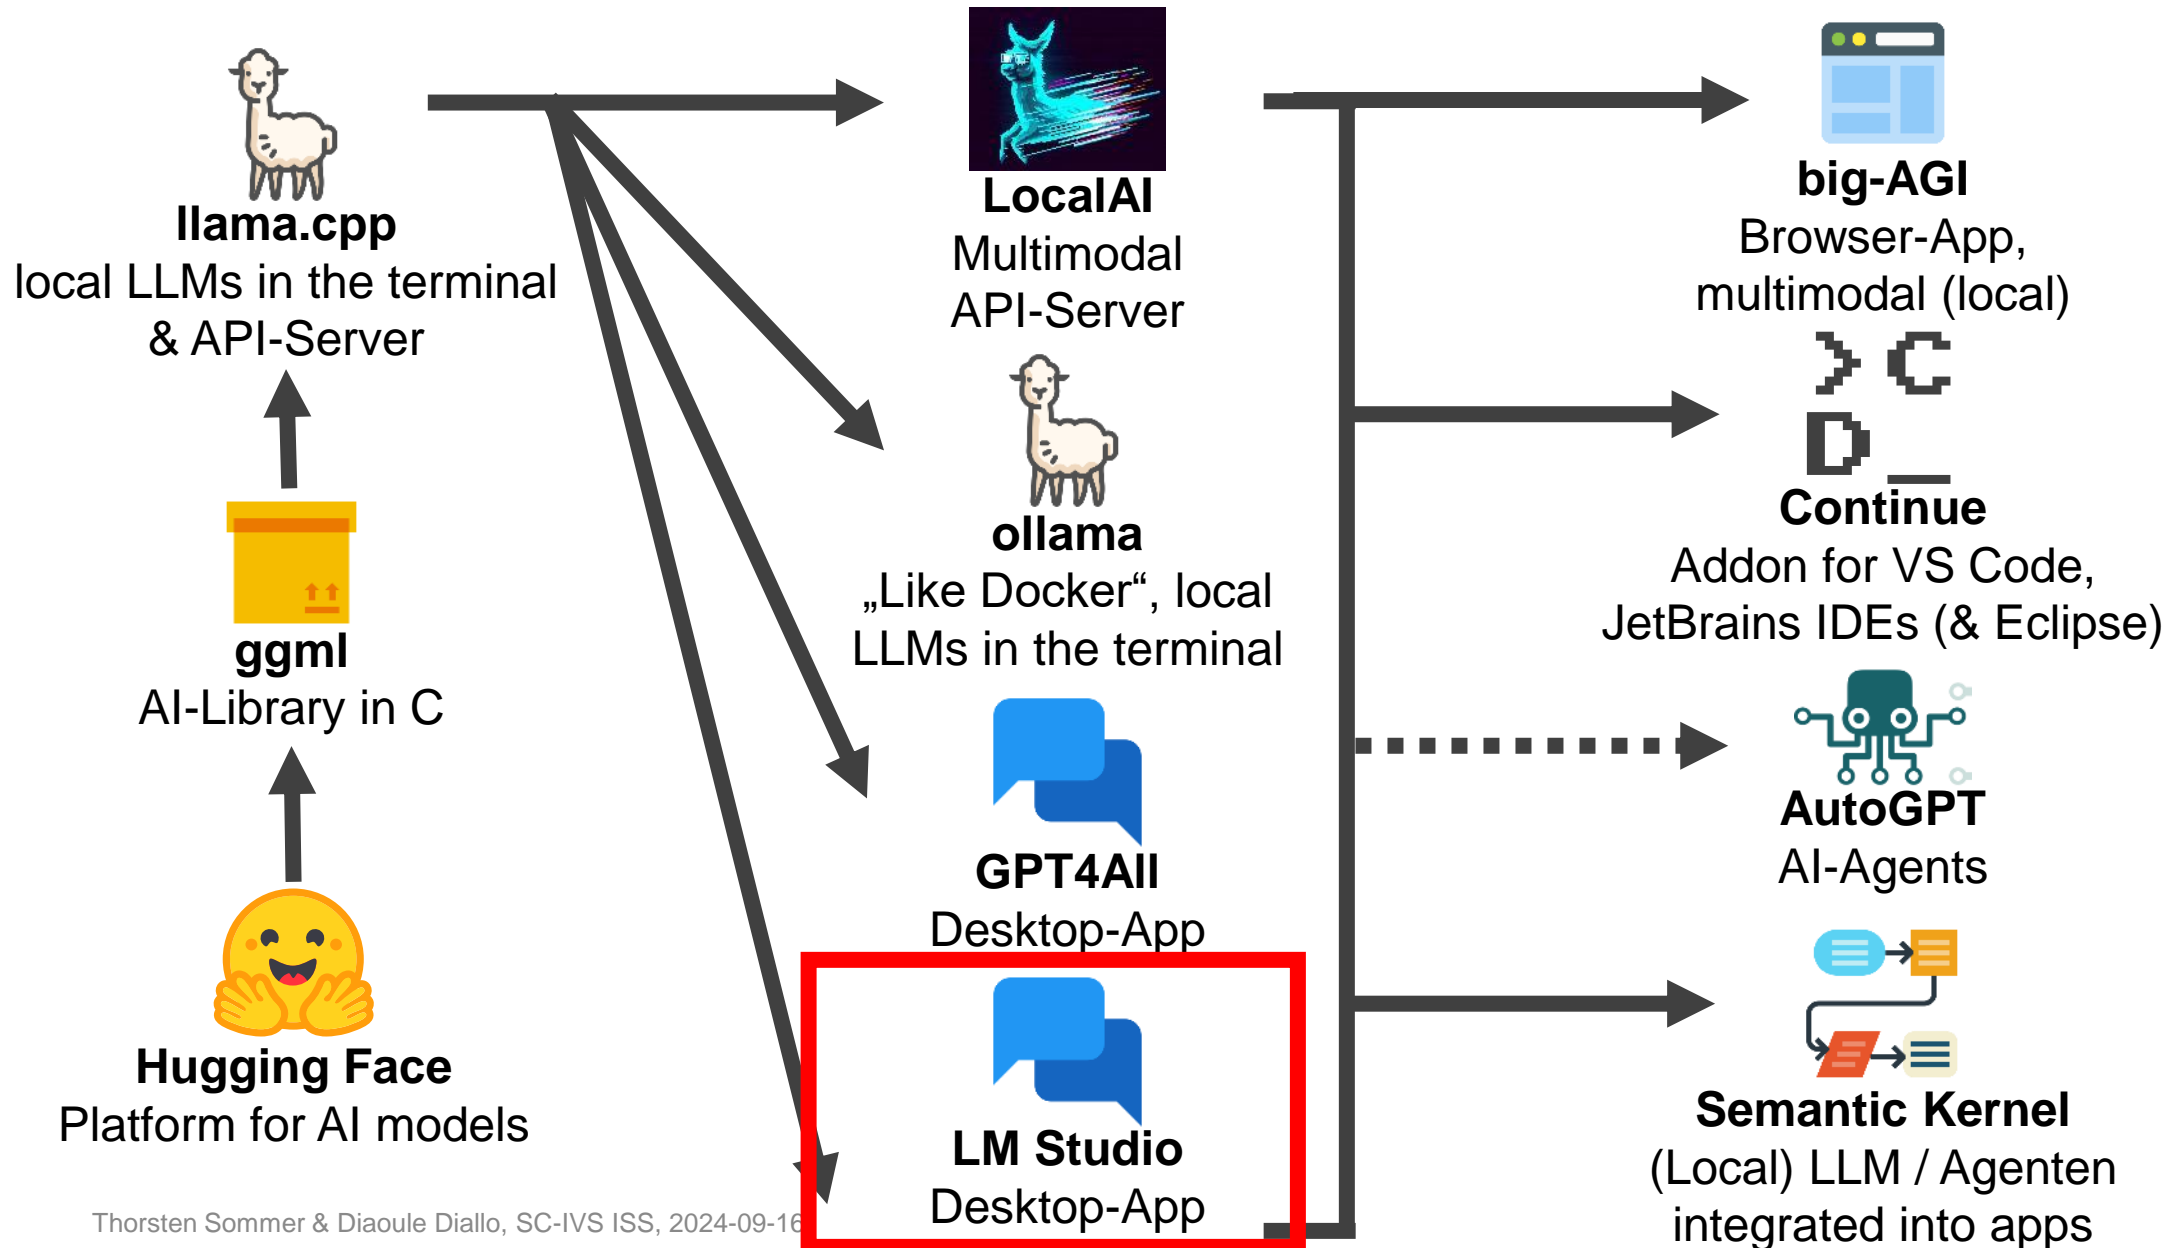 llama.cpp
local LLMs in the terminal
& API-Server
ggml
AI-Library in C
Hugging Face
Platform for AI models
LocalAI
Multimodal
API-Server
ollama
„Like Docker“, local
LLMs in the terminal
GPT4All
Desktop-App
LM Studio
Desktop-App
big-AGI
Browser-App,
multimodal (local)
>C
D_
Continue
Addon for VS Code,
JetBrains IDEs (& Eclipse)
AutoGPT
AI-Agents
Semantic Kernel
(Local) LLM / Agenten
integrated into apps
Thorsten Sommer & Diaoule Diallo, SC-IVS ISS, 2024-09-16